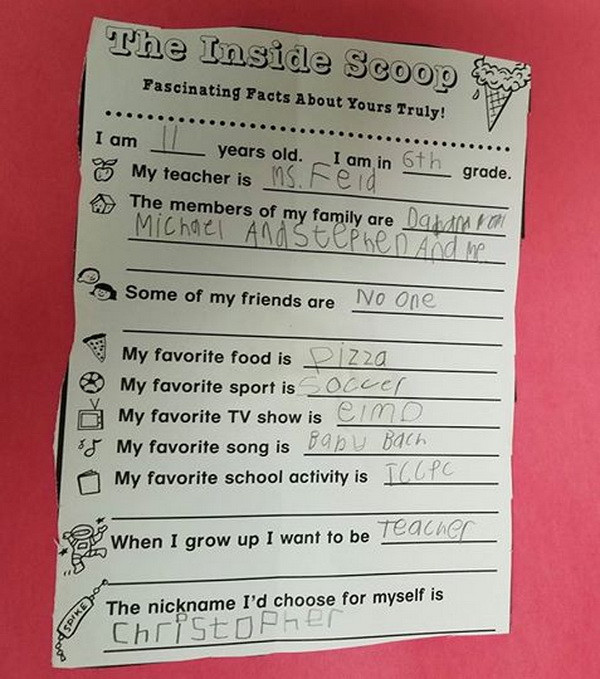 The Inside Scoop
Fascinating Facts About Yours Truly!
I am 11 years old. I am in 6th grade.
My teacher is Ms. Feld
The members of my family are
Michael And Stephen And me
Some of my friends are No one
My favorite food is pizza
My favorite sport is Soccer
My favorite TV show is elmo
My favorite song is Baby Bach
My favorite school activity is
When I grow up I want to be Teacher
SPIKE
The nickname I'd choose for myself is
Christopher